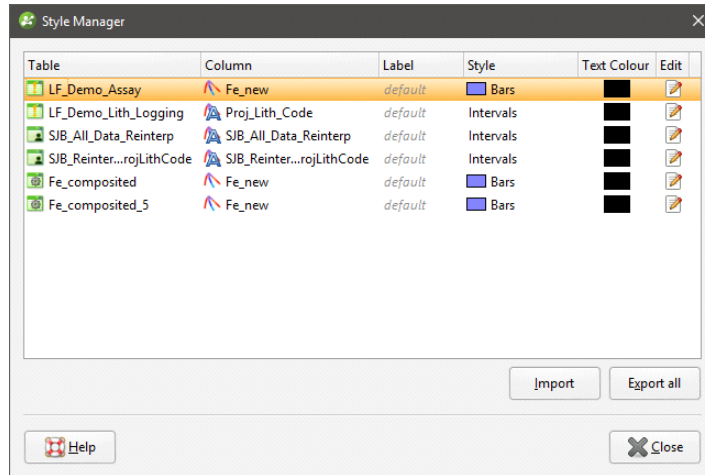 Style Manager
Table Column Label Style Text Colour Edit
LF_Demo_Assay Fe_new default Bars
LF_Demo_Lith_Logging Proj_Lith_Code default Intervals
SJB_All_Data_Reinterp SJB_All_Data_Reinterp default Intervals
SJB_Reinter...rojLithCode SJB_Reinter...rojLithCode default Intervals
Fe_composited Fe_new default Bars
Fe_composited_5 Fe_new default Bars
Import Export all
Help Close